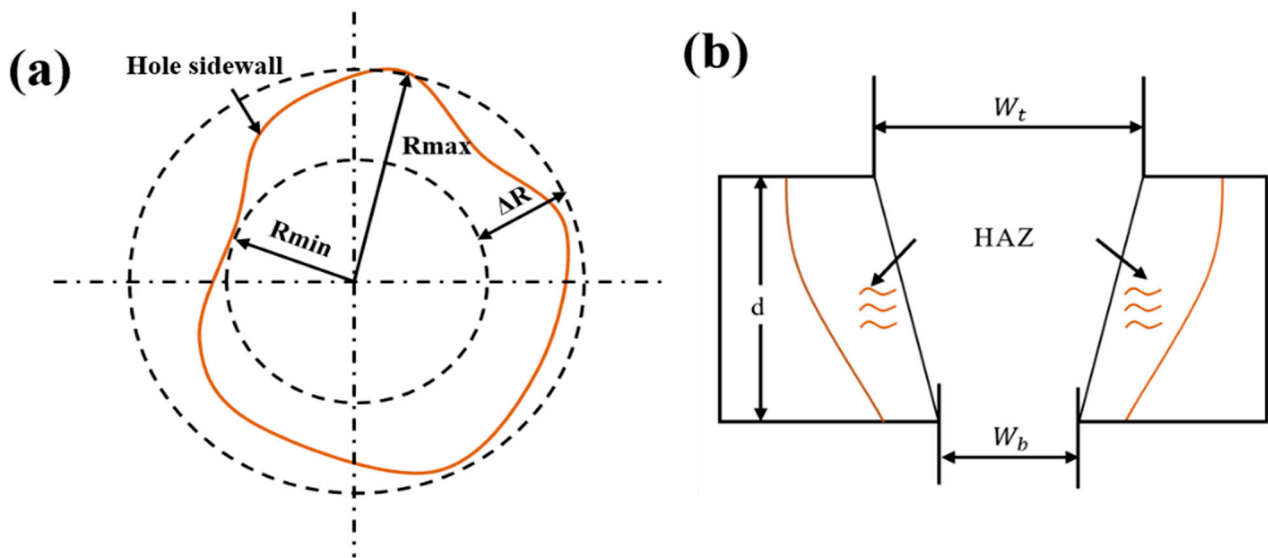 (a)
Hole sidewall
Rmax
ΔR
Rmin
(b)
W_t
HAZ
d
W_b